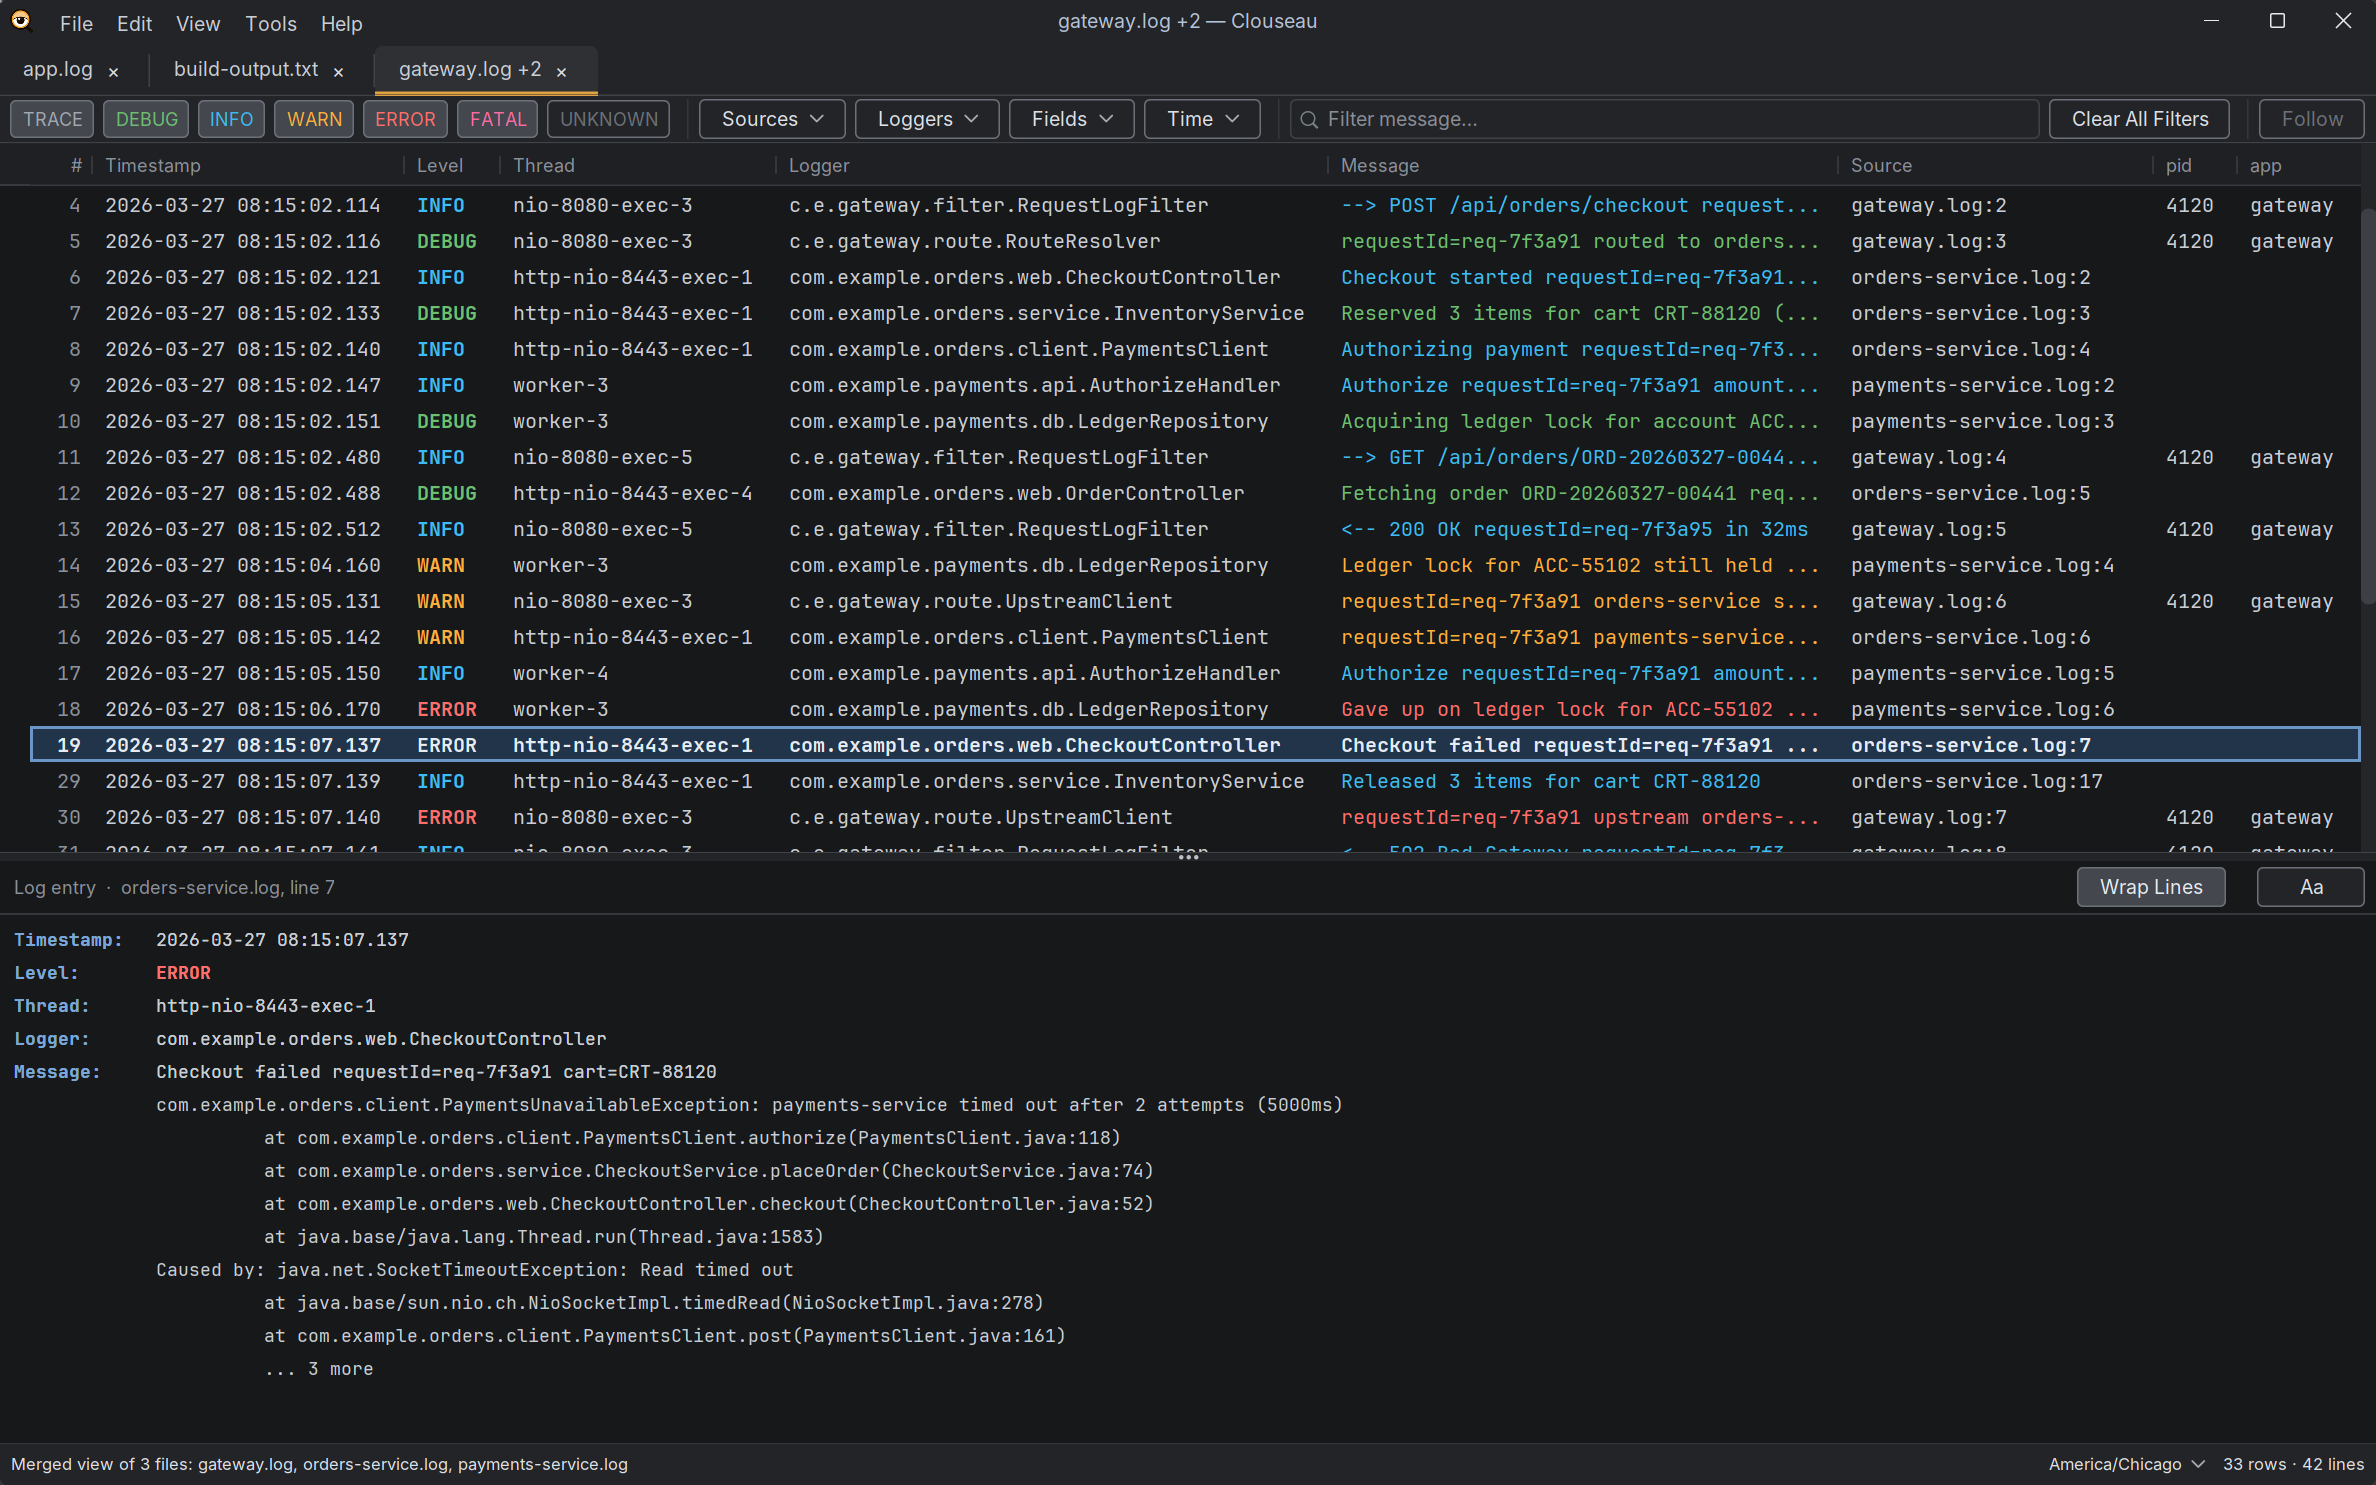 File Edit View Tools Help gateway.log +2 — Clouseau
app.log × build-output.txt × gateway.log +2 ×
TRACE DEBUG INFO WARN ERROR FATAL UNKNOWN Sources Loggers Fields Time Filter message... Clear All Filters Follow
# Timestamp Level Thread Logger Message Source pid app
4 2026-03-27 08:15:02.114 INFO nio-8080-exec-3 c.e.gateway.filter.RequestLogFilter --> POST /api/orders/checkout request... gateway.log:2 4120 gateway
5 2026-03-27 08:15:02.116 DEBUG nio-8080-exec-3 c.e.gateway.route.RouteResolver requestId=req-7f3a91 routed to orders... gateway.log:3 4120 gateway
6 2026-03-27 08:15:02.121 INFO http-nio-8443-exec-1 com.example.orders.web.CheckoutController Checkout started requestId=req-7f3a91... orders-service.log:2
7 2026-03-27 08:15:02.133 DEBUG http-nio-8443-exec-1 com.example.orders.service.InventoryService Reserved 3 items for cart CRT-88120 (... orders-service.log:3
8 2026-03-27 08:15:02.140 INFO http-nio-8443-exec-1 com.example.orders.client.PaymentsClient Authorizing payment requestId=req-7f3... orders-service.log:4
9 2026-03-27 08:15:02.147 INFO worker-3 com.example.payments.api.AuthorizeHandler Authorize requestId=req-7f3a91 amount... payments-service.log:2
10 2026-03-27 08:15:02.151 DEBUG worker-3 com.example.payments.db.LedgerRepository Acquiring ledger lock for account ACC... payments-service.log:3
11 2026-03-27 08:15:02.480 INFO nio-8080-exec-5 c.e.gateway.filter.RequestLogFilter --> GET /api/orders/ORD-20260327-0044... gateway.log:4 4120 gateway
12 2026-03-27 08:15:02.488 DEBUG http-nio-8443-exec-4 com.example.orders.web.OrderController Fetching order ORD-20260327-00441 req... orders-service.log:5
13 2026-03-27 08:15:02.512 INFO nio-8080-exec-5 c.e.gateway.filter.RequestLogFilter <-- 200 OK requestId=req-7f3a95 in 32ms gateway.log:5 4120 gateway
14 2026-03-27 08:15:04.160 WARN worker-3 com.example.payments.db.LedgerRepository Ledger lock for ACC-55102 still held ... payments-service.log:4
15 2026-03-27 08:15:05.131 WARN nio-8080-exec-3 c.e.gateway.route.UpstreamClient requestId=req-7f3a91 orders-service s... gateway.log:6 4120 gateway
16 2026-03-27 08:15:05.142 WARN http-nio-8443-exec-1 com.example.orders.client.PaymentsClient requestId=req-7f3a91 payments-service... orders-service.log:6
17 2026-03-27 08:15:05.150 INFO worker-4 com.example.payments.api.AuthorizeHandler Authorize requestId=req-7f3a91 amount... payments-service.log:5
18 2026-03-27 08:15:06.170 ERROR worker-3 com.example.payments.db.LedgerRepository Gave up on ledger lock for ACC-55102 ... payments-service.log:6
19 2026-03-27 08:15:07.137 ERROR http-nio-8443-exec-1 com.example.orders.web.CheckoutController Checkout failed requestId=req-7f3a91 ... orders-service.log:7
29 2026-03-27 08:15:07.139 INFO http-nio-8443-exec-1 com.example.orders.service.InventoryService Released 3 items for cart CRT-88120 orders-service.log:17
30 2026-03-27 08:15:07.140 ERROR nio-8080-exec-3 c.e.gateway.route.UpstreamClient requestId=req-7f3a91 upstream orders-... gateway.log:7 4120 gateway
31 2026-03-27 08:15:07.141 INFO nio-8080-exec-3 c.e.gateway.filter.RequestLogFilter <-- 502 Bad Gateway requestId=req-7f3... gateway.log:8 4120 gateway
Log entry · orders-service.log, line 7 Wrap Lines Aa
Timestamp: 2026-03-27 08:15:07.137
Level: ERROR
Thread: http-nio-8443-exec-1
Logger: com.example.orders.web.CheckoutController
Message: Checkout failed requestId=req-7f3a91 cart=CRT-88120
com.example.orders.client.PaymentsUnavailableException: payments-service timed out after 2 attempts (5000ms)
at com.example.orders.client.PaymentsClient.authorize(PaymentsClient.java:118)
at com.example.orders.service.CheckoutService.placeOrder(CheckoutService.java:74)
at com.example.orders.web.CheckoutController.checkout(CheckoutController.java:52)
at java.base/java.lang.Thread.run(Thread.java:1583)
Caused by: java.net.SocketTimeoutException: Read timed out
at java.base/sun.nio.ch.NioSocketImpl.timedRead(NioSocketImpl.java:278)
at com.example.orders.client.PaymentsClient.post(PaymentsClient.java:161)
... 3 more
Merged view of 3 files: gateway.log, orders-service.log, payments-service.log America/Chicago 33 rows · 42 lines